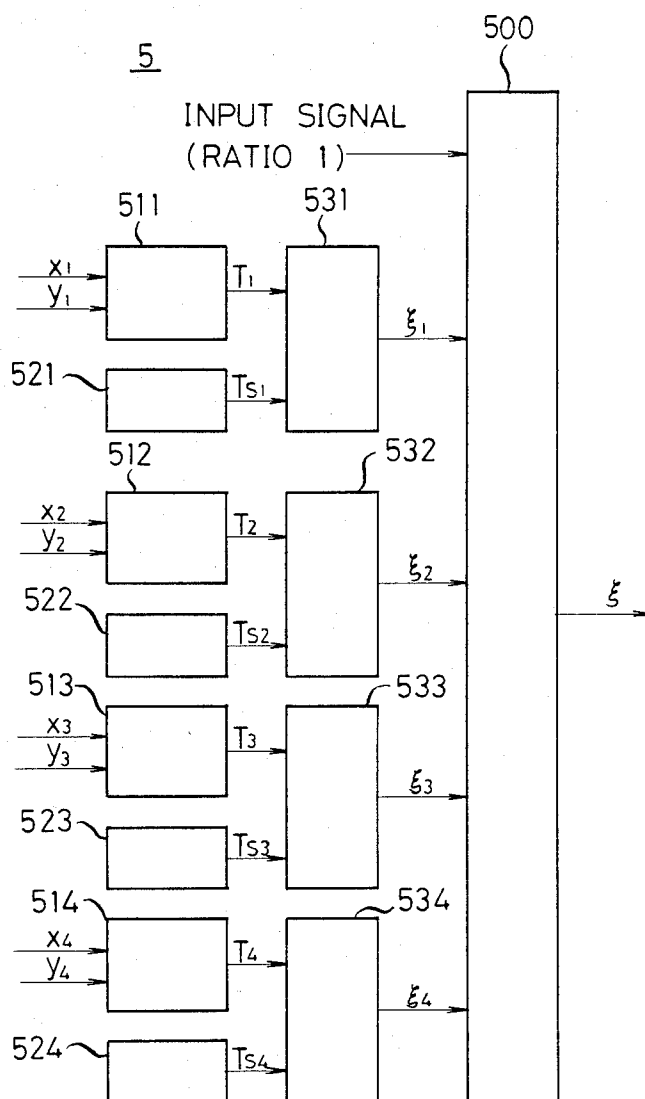 500
5
INPUT SIGNAL
(RATIO 1)
511
531
x1
y1
T1
ξ1
521
Ts1
512
532
x2
y2
T2
ξ2
ξ
522
Ts2
513
533
x3
y3
T3
ξ3
523
Ts3
514
534
x4
y4
T4
ξ4
524
Ts4